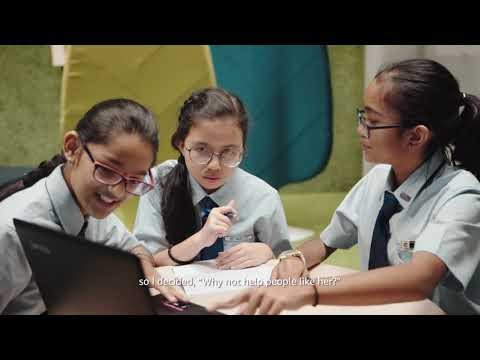 so I decided, "Why not help people like her?"